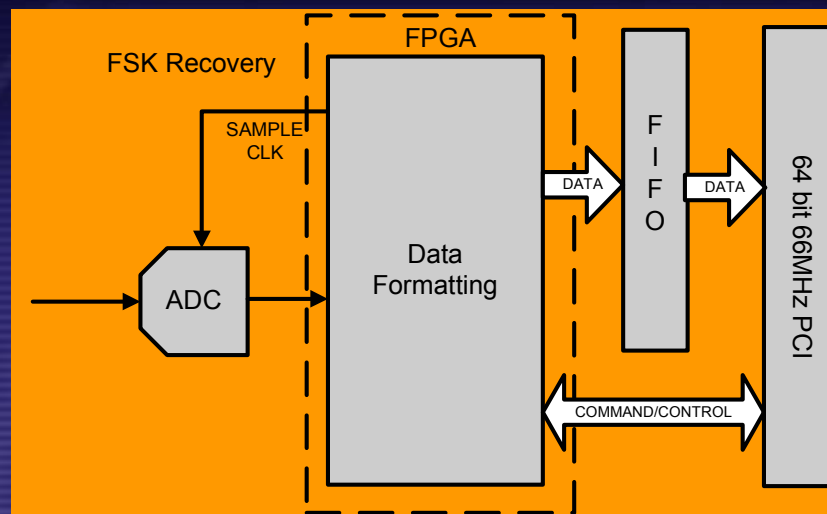 FPGA
FSK Recovery
SAMPLE
CLK
ADC
Data
Formatting
DATA
F
I
F
O
DATA
64 bit 66MHz PCI
COMMAND/CONTROL